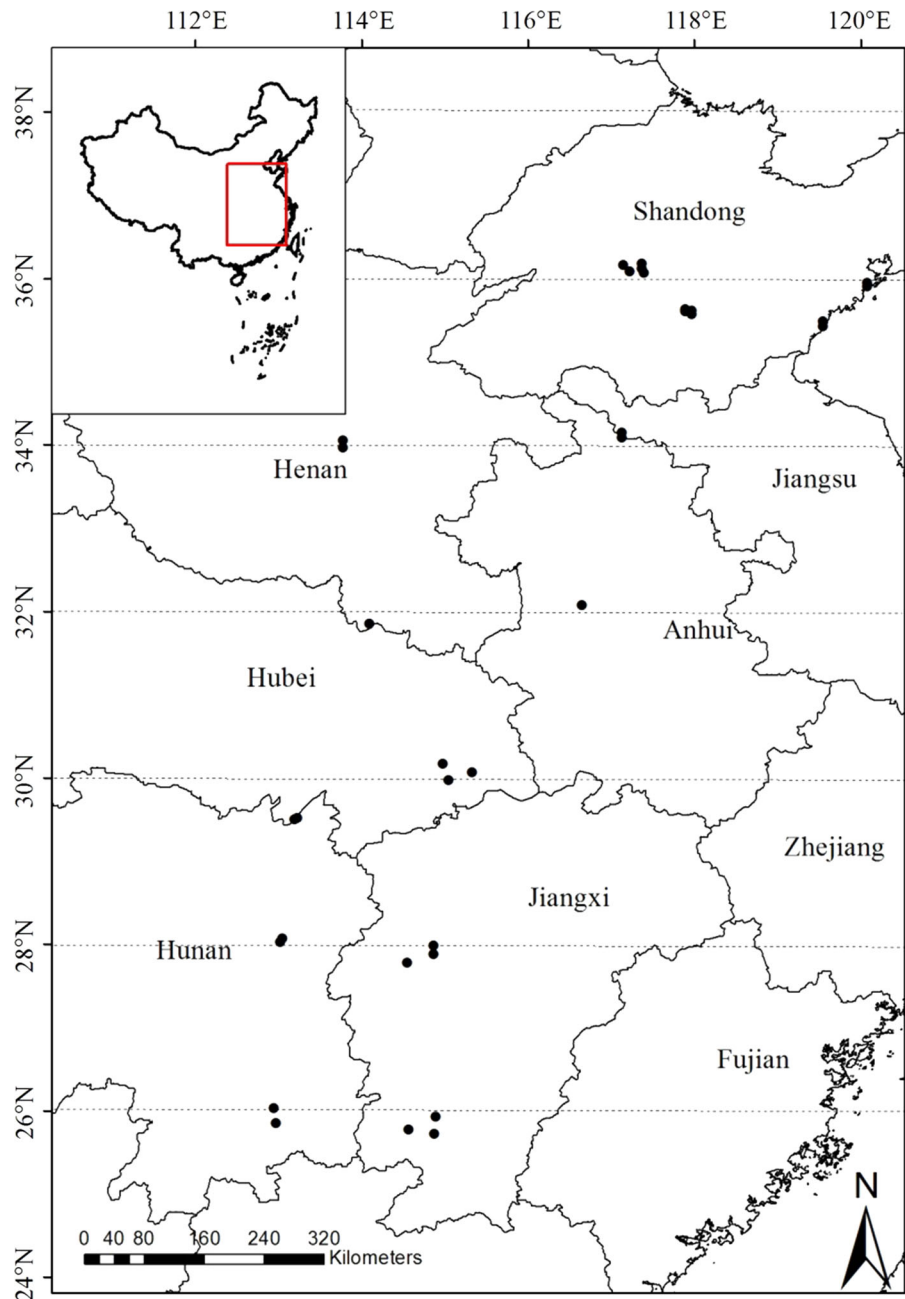 112°E 114°E 116°E 118°E 120°E
38°N
Shandong
36°N
34°N
Henan
Jiangsu
32°N
Anhui
Hubei
30°N
Zhejiang
Jiangxi
28°N
Hunan
Fujian
26°N
N
0 40 80 160 240 320
Kilometers
24°N